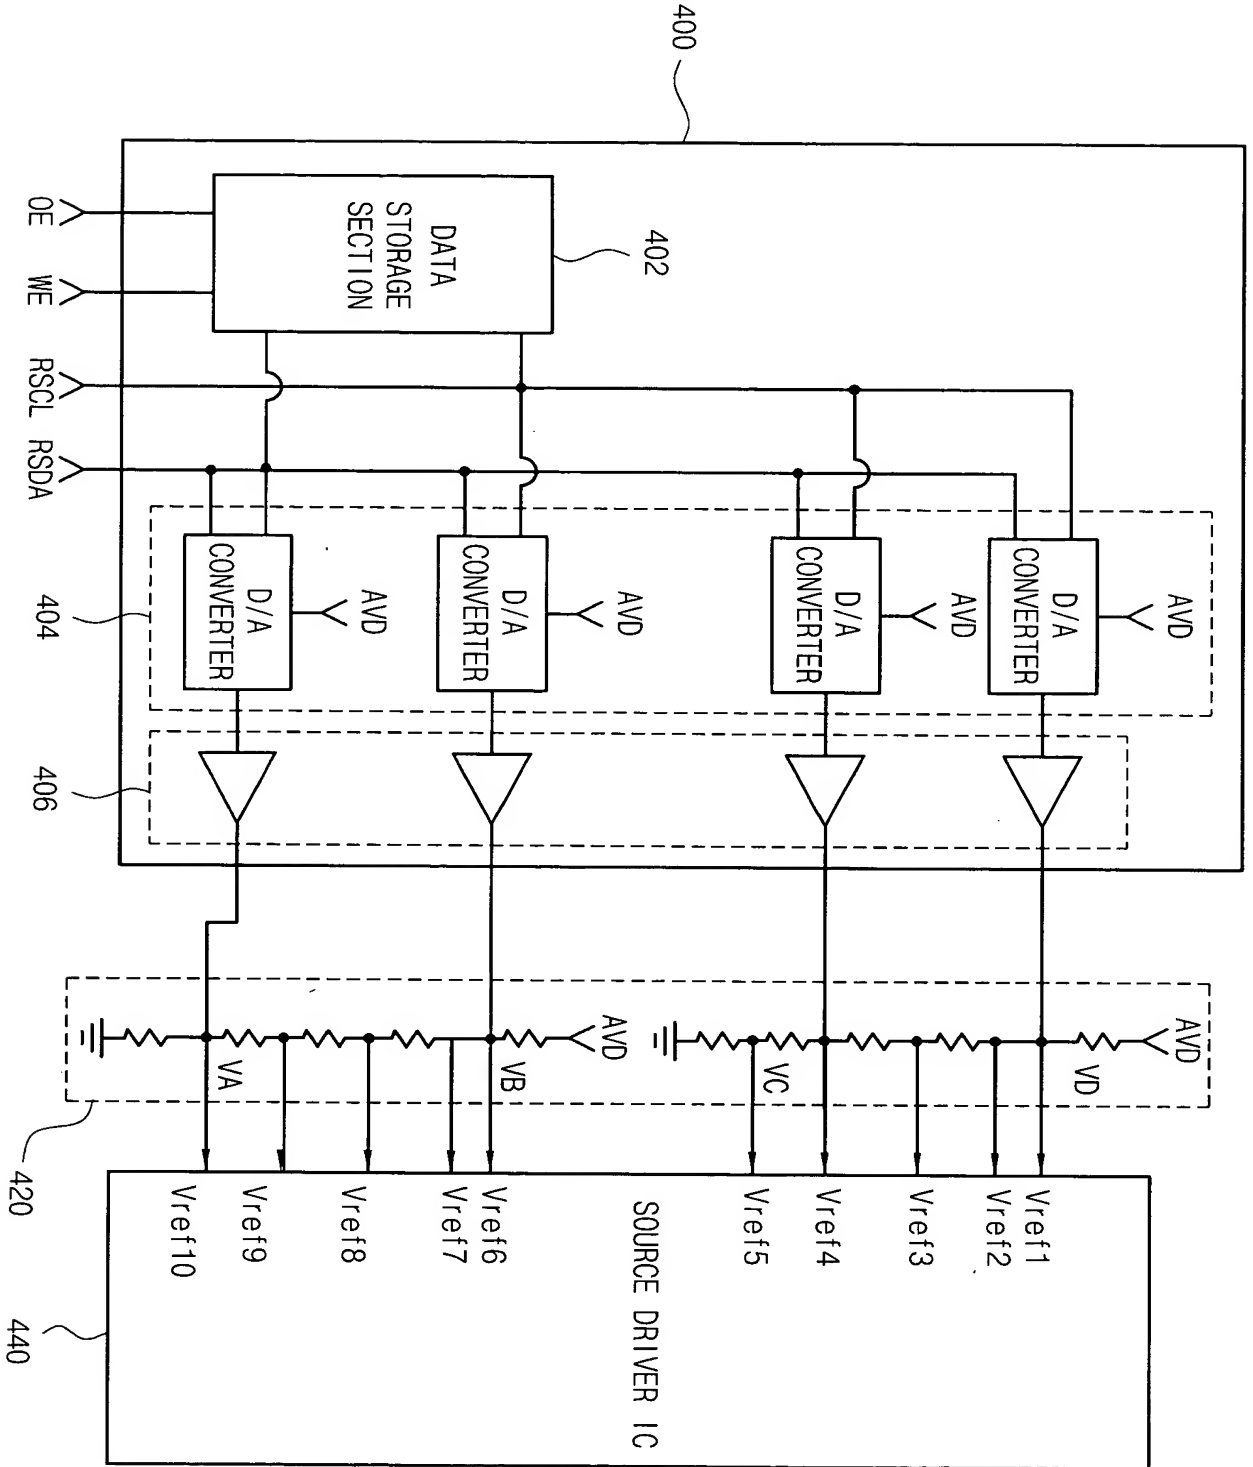 400
402
DATA
STORAGE
SECTION
OE
WE
RSCL
RSDA
AVD
D/A
CONVERTER
AVD
D/A
CONVERTER
AVD
D/A
CONVERTER
AVD
D/A
CONVERTER
404
406
AVD
VD
VC
AVD
VB
VA
420
Vref1
Vref2
Vref3
Vref4
Vref5
Vref6
Vref7
Vref8
Vref9
Vref10
SOURCE DRIVER IC
440